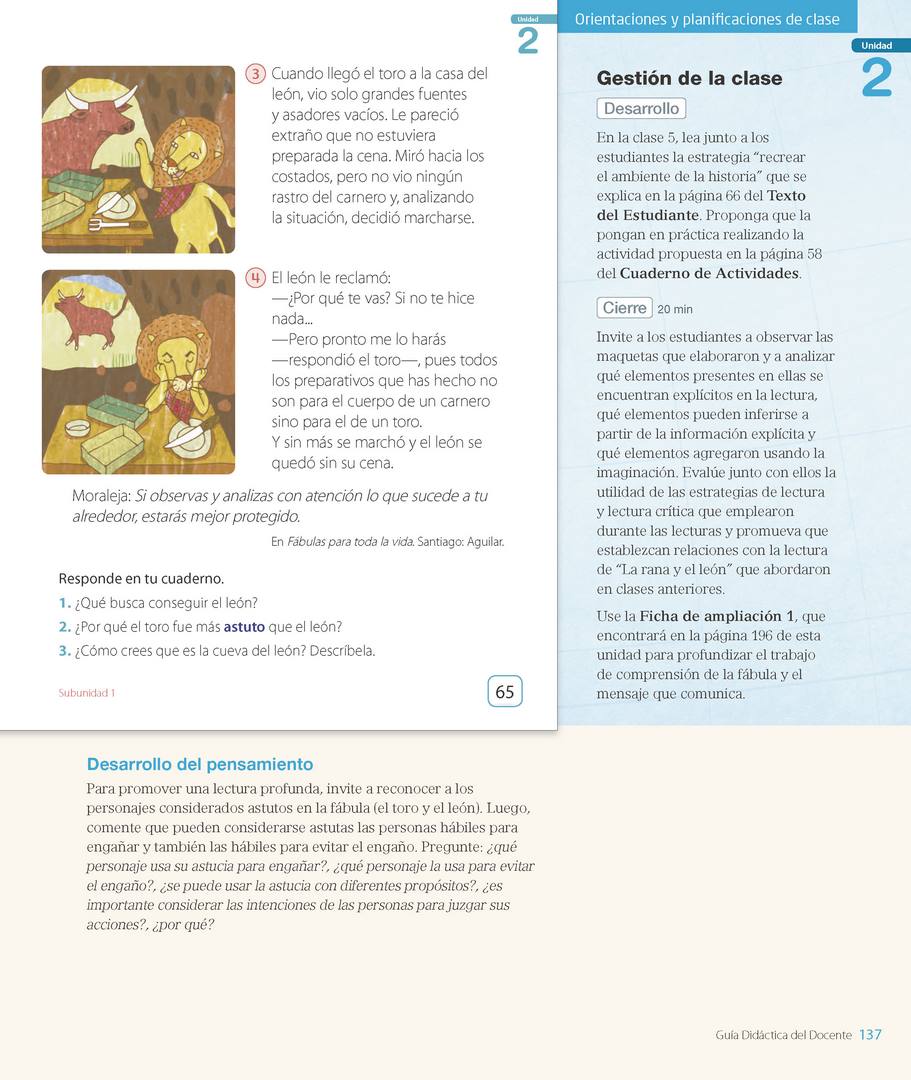 Unidad
2
3 Cuando llegó el toro a la casa del
león, vio solo grandes fuentes
y asadores vacíos. Le pareció
extraño que no estuviera
preparada la cena. Miró hacia los
costados, pero no vio ningún
rastro del carnero y, analizando
la situación, decidió marcharse.
4 El león le reclamó:
—¿Por qué te vas? Si no te hice
nada...
—Pero pronto me lo harás
—respondió el toro—, pues todos
los preparativos que has hecho no
son para el cuerpo de un carnero
sino para el de un toro.
Y sin más se marchó y el león se
quedó sin su cena.
Moraleja: Si observas y analizas con atención lo que sucede a tu
alrededor, estarás mejor protegido.
En Fábulas para toda la vida. Santiago: Aguilar.
Responde en tu cuaderno.
1. ¿Qué busca conseguir el león?
2. ¿Por qué el toro fue más astuto que el león?
3. ¿Cómo crees que es la cueva del león? Descríbela.
Subunidad 1
65
Orientaciones y planificaciones de clase
Unidad
2
Gestión de la clase
Desarrollo
En la clase 5, lea junto a los
estudiantes la estrategia “recrear
el ambiente de la historia” que se
explica en la página 66 del Texto
del Estudiante. Proponga que la
pongan en práctica realizando la
actividad propuesta en la página 58
del Cuaderno de Actividades.
Cierre 20 min
Invite a los estudiantes a observar las
maquetas que elaboraron y a analizar
qué elementos presentes en ellas se
encuentran explícitos en la lectura,
qué elementos pueden inferirse a
partir de la información explícita y
qué elementos agregaron usando la
imaginación. Evalúe junto con ellos la
utilidad de las estrategias de lectura
y lectura crítica que emplearon
durante las lecturas y promueva que
establezcan relaciones con la lectura
de “La rana y el león” que abordaron
en clases anteriores.
Use la Ficha de ampliación 1, que
encontrará en la página 196 de esta
unidad para profundizar el trabajo
de comprensión de la fábula y el
mensaje que comunica.
Desarrollo del pensamiento
Para promover una lectura profunda, invite a reconocer a los
personajes considerados astutos en la fábula (el toro y el león). Luego,
comente que pueden considerarse astutas las personas hábiles para
engañar y también las hábiles para evitar el engaño. Pregunte: ¿qué
personaje usa su astucia para engañar?, ¿qué personaje la usa para evitar
el engaño?, ¿se puede usar la astucia con diferentes propósitos?, ¿es
importante considerar las intenciones de las personas para juzgar sus
acciones?, ¿por qué?
Guía Didáctica del Docente 137